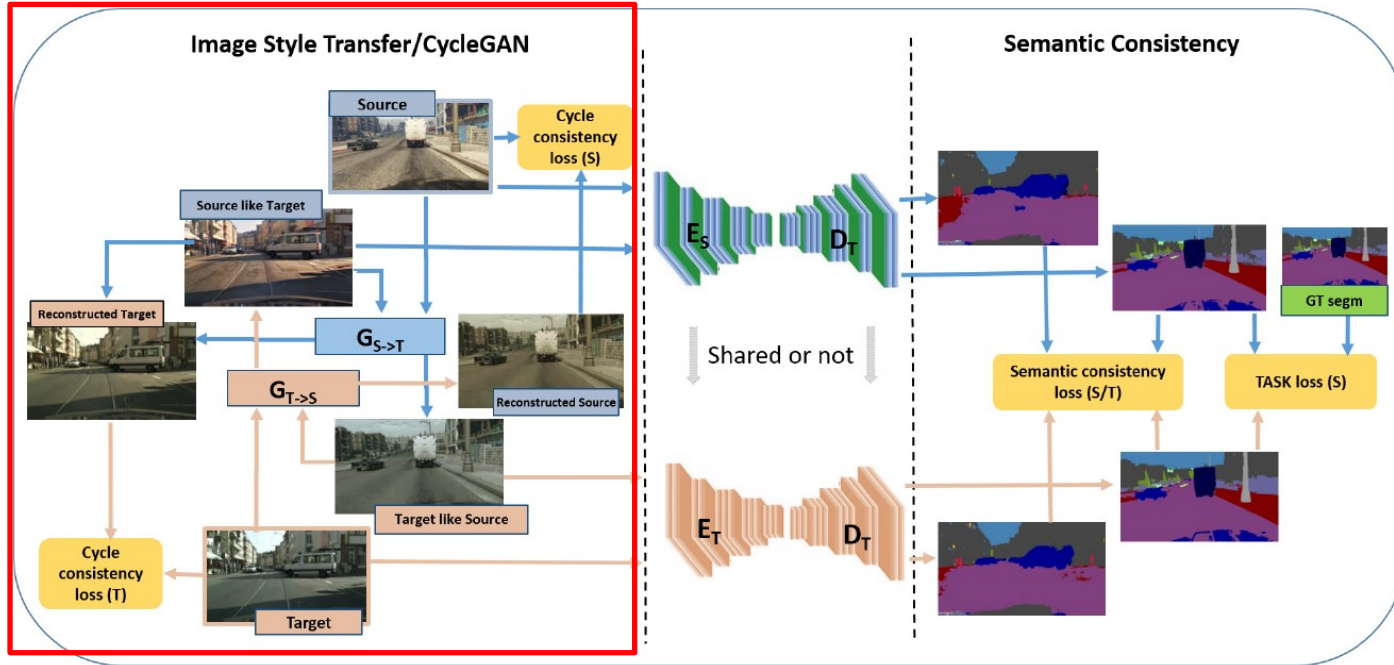 Image Style Transfer/CycleGAN
Semantic Consistency
Source
Cycle
consistency
loss (S)
Source like Target
Reconstructed Target
G_{S->T}
G_{T->S}
Reconstructed Source
Target like Source
Cycle
consistency
loss (T)
Target
E_S
D_T
Shared or not
E_T
D_T
GT segm
Semantic consistency
loss (S/T)
TASK loss (S)